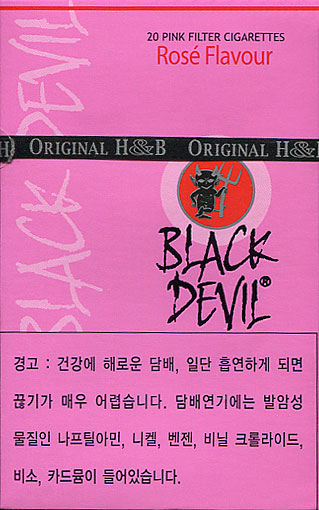 20 PINK FILTER CIGARETTES
Rosé Flavour
BLACK DEVIL
H ORIGINAL H&B ORIGINAL H&B
BLACK
DEVIL®
경고 : 건강에 해로운 담배, 일단 흡연하게 되면
끊기가 매우 어렵습니다. 담배연기에는 발암성
물질인 나프틸아민, 니켈, 벤젠, 비닐 크롤라이드,
비소, 카드뮴이 들어있습니다.